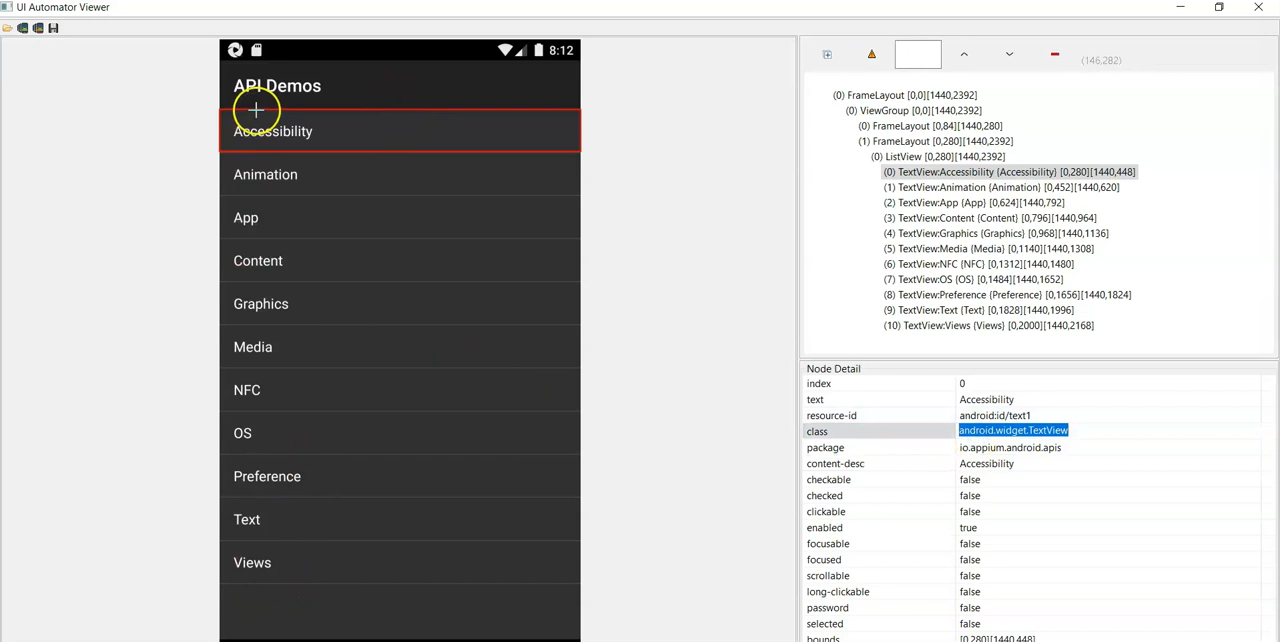 UI Automator Viewer
8:12
API Demos
Accessibility
Animation
App
Content
Graphics
Media
NFC
OS
Preference
Text
Views
(146,2B2)
(0) FrameLayout [0,0][1440,2392]
(0) ViewGroup [0,0][1440,2392]
(0) FrameLayout [0,84][1440,280]
(1) FrameLayout [0,280][1440,2392]
(0) ListView [0,280][1440,2392]
(0) TextView:Accessibility {Accessibility} [0,280][1440,448]
(1) TextView:Animation {Animation} [0,452][1440,620]
(2) TextView:App {App} [0,624][1440,792]
(3) TextView:Content {Content} [0,796][1440,964]
(4) TextView:Graphics {Graphics} [0,968][1440,1136]
(5) TextView:Media {Media} [0,1140][1440,1308]
(6) TextView:NFC {NFC} [0,1312][1440,1480]
(7) TextView:OS {OS} [0,1484][1440,1652]
(8) TextView:Preference {Preference} [0,1656][1440,1824]
(9) TextView:Text {Text} [0,1828][1440,1996]
(10) TextView:Views {Views} [0,2000][1440,2168]
Node Detail
index 0
text Accessibility
resource-id android:id/text1
class android.widget.TextView
package io.appium.android.apis
content-desc Accessibility
checkable false
checked false
clickable false
enabled true
focusable false
focused false
scrollable false
long-clickable false
password false
selected false
bounds [0,280][1440,448]